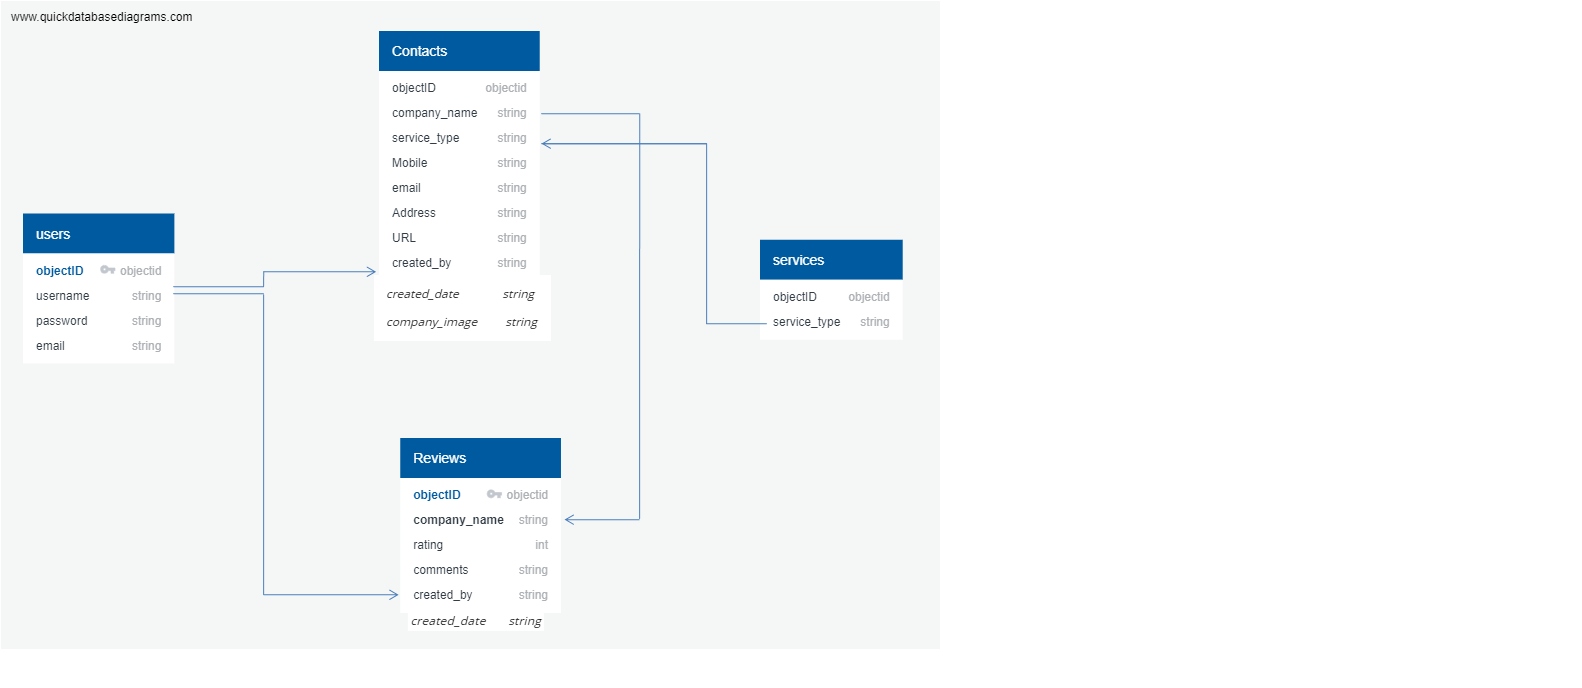 www.quickdatabasediagrams.com
Contacts
objectID objectid
company_name string
service_type string
Mobile string
email string
Address string
URL string
created_by string
created_date string
company_image string
users
objectID objectid
username string
password string
email string
services
objectID objectid
service_type string
Reviews
objectID objectid
company_name string
rating int
comments string
created_by string
created_date string